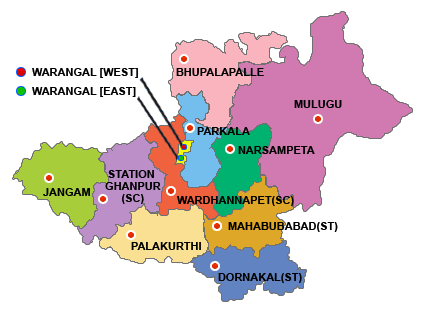 WARANGAL [WEST]
WARANGAL [EAST]
BHUPALAPALLE
MULUGU
PARKALA
NARSAMPETA
STATION
GHANPUR
(SC)
JANGAM
WARDHANNAPET(SC)
MAHABUBABAD(ST)
PALAKURTHI
DORNAKAL(ST)